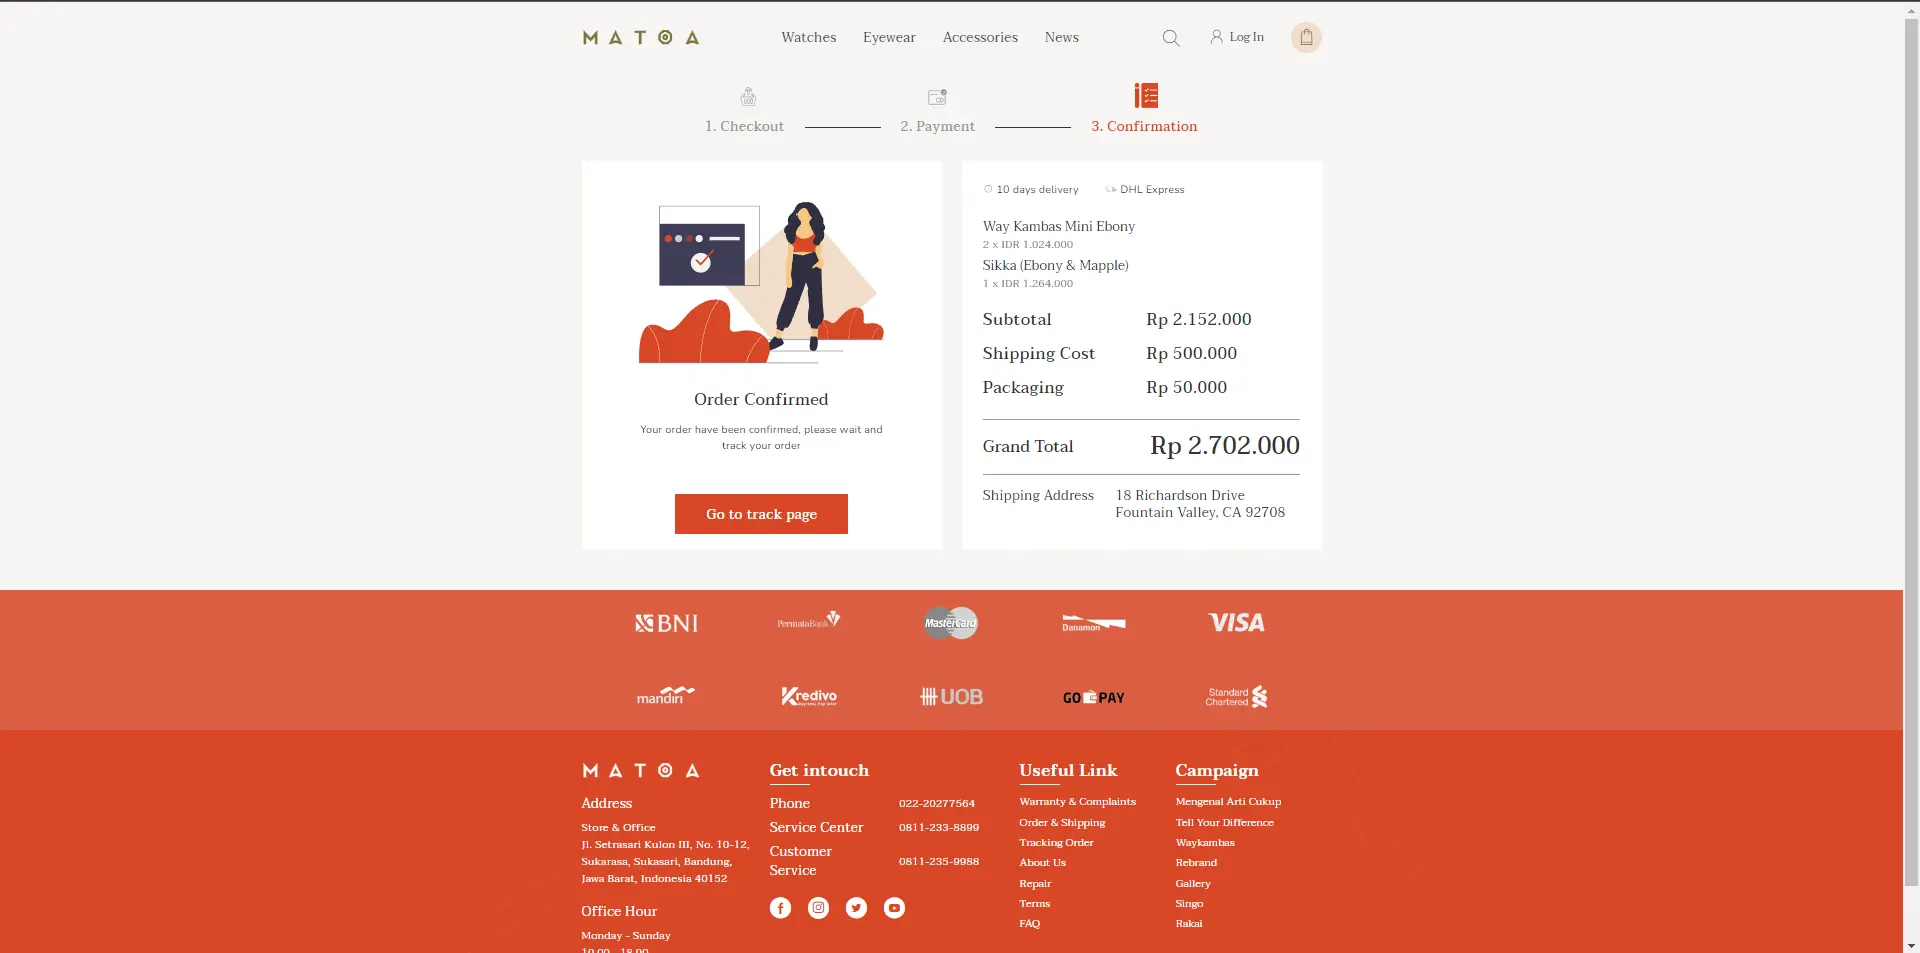 MATOA
Watches Eyewear Accessories News
Log In
1. Checkout 2. Payment 3. Confirmation
Order Confirmed
Your order have been confirmed, please wait and
track your order
Go to track page
10 days delivery DHL Express
Way Kambas Mini Ebony
2 x IDR 1.024.000
Sikka (Ebony & Mapple)
1 x IDR 1.264.000
Subtotal Rp 2.152.000
Shipping Cost Rp 500.000
Packaging Rp 50.000
Grand Total Rp 2.702.000
Shipping Address 18 Richardson Drive
Fountain Valley, CA 92708
BNI PermataBank MasterCard Danamon VISA
mandiri Kredivo UOB GO PAY Standard
Chartered
Buy now, Pay later
MATOA
Address
Store & Office
Jl. Setrasari Kulon III, No. 10-12,
Sukarasa, Sukasari, Bandung,
Jawa Barat, Indonesia 40152
Office Hour
Monday - Sunday
Get intouch
Phone 022-20277564
Service Center 0811-233-8899
Customer
Service 0811-235-9988
Useful Link
Warranty & Complaints
Order & Shipping
Tracking Order
About Us
Repair
Terms
FAQ
Campaign
Mengenal Arti Cukup
Tell Your Difference
Waykambas
Rebrand
Gallery
Singo
Rakai